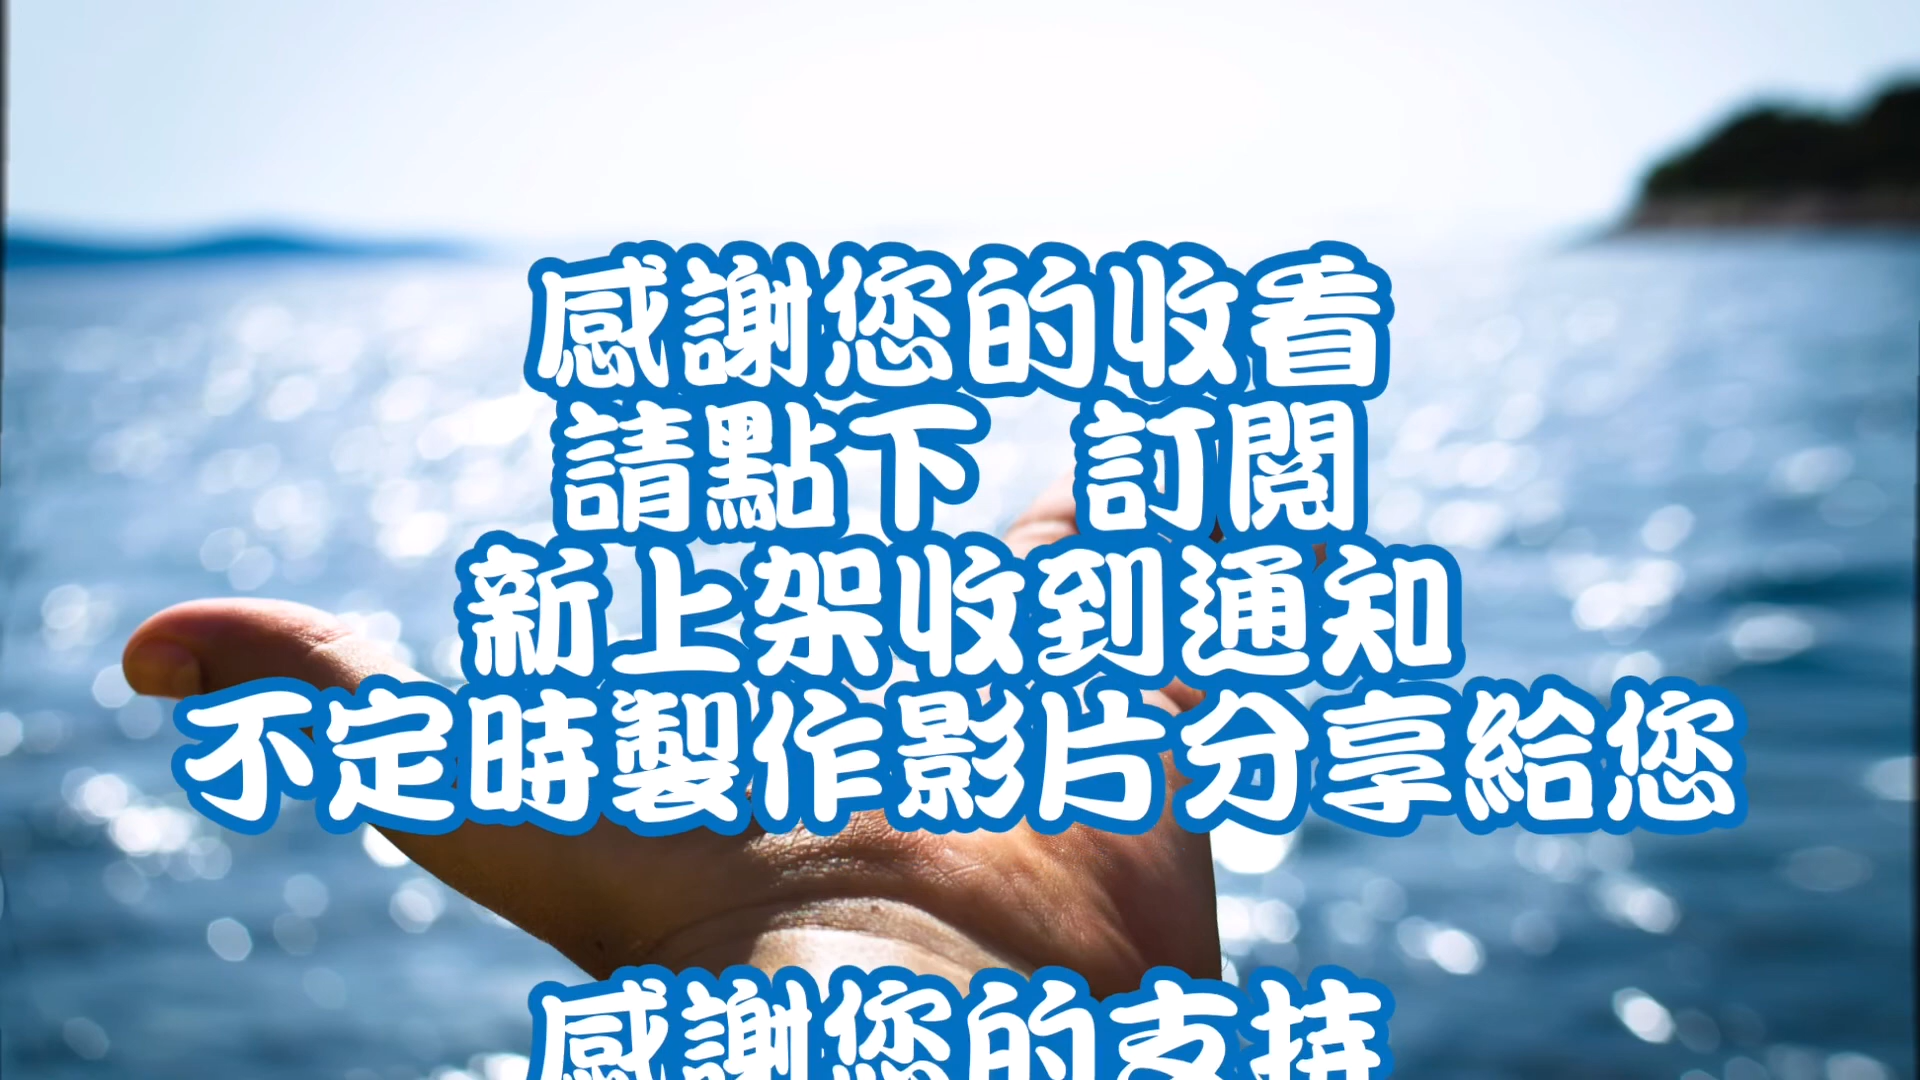 感謝您的收看
請點下 訂閱
新上架收到通知
不定時製作影片分享給您
感謝您的支持